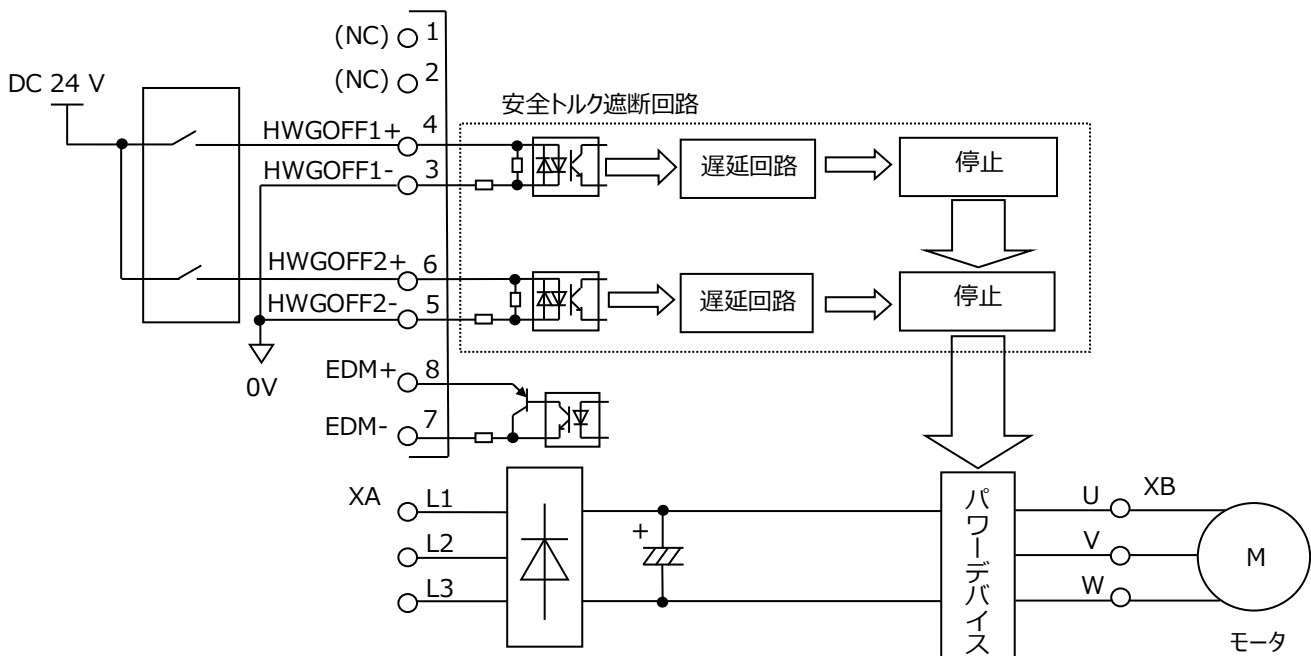 (NC) 1
(NC) 2
DC 24 V
安全トルク遮断回路
HWGOFF1+ 4
HWGOFF1- 3
遅延回路
停止
HWGOFF2+ 6
HWGOFF2- 5
遅延回路
停止
0V
EDM+ 8
EDM- 7
XA
L1
L2
L3
+
パワーデバイス
U
XB
V
W
M
モータ